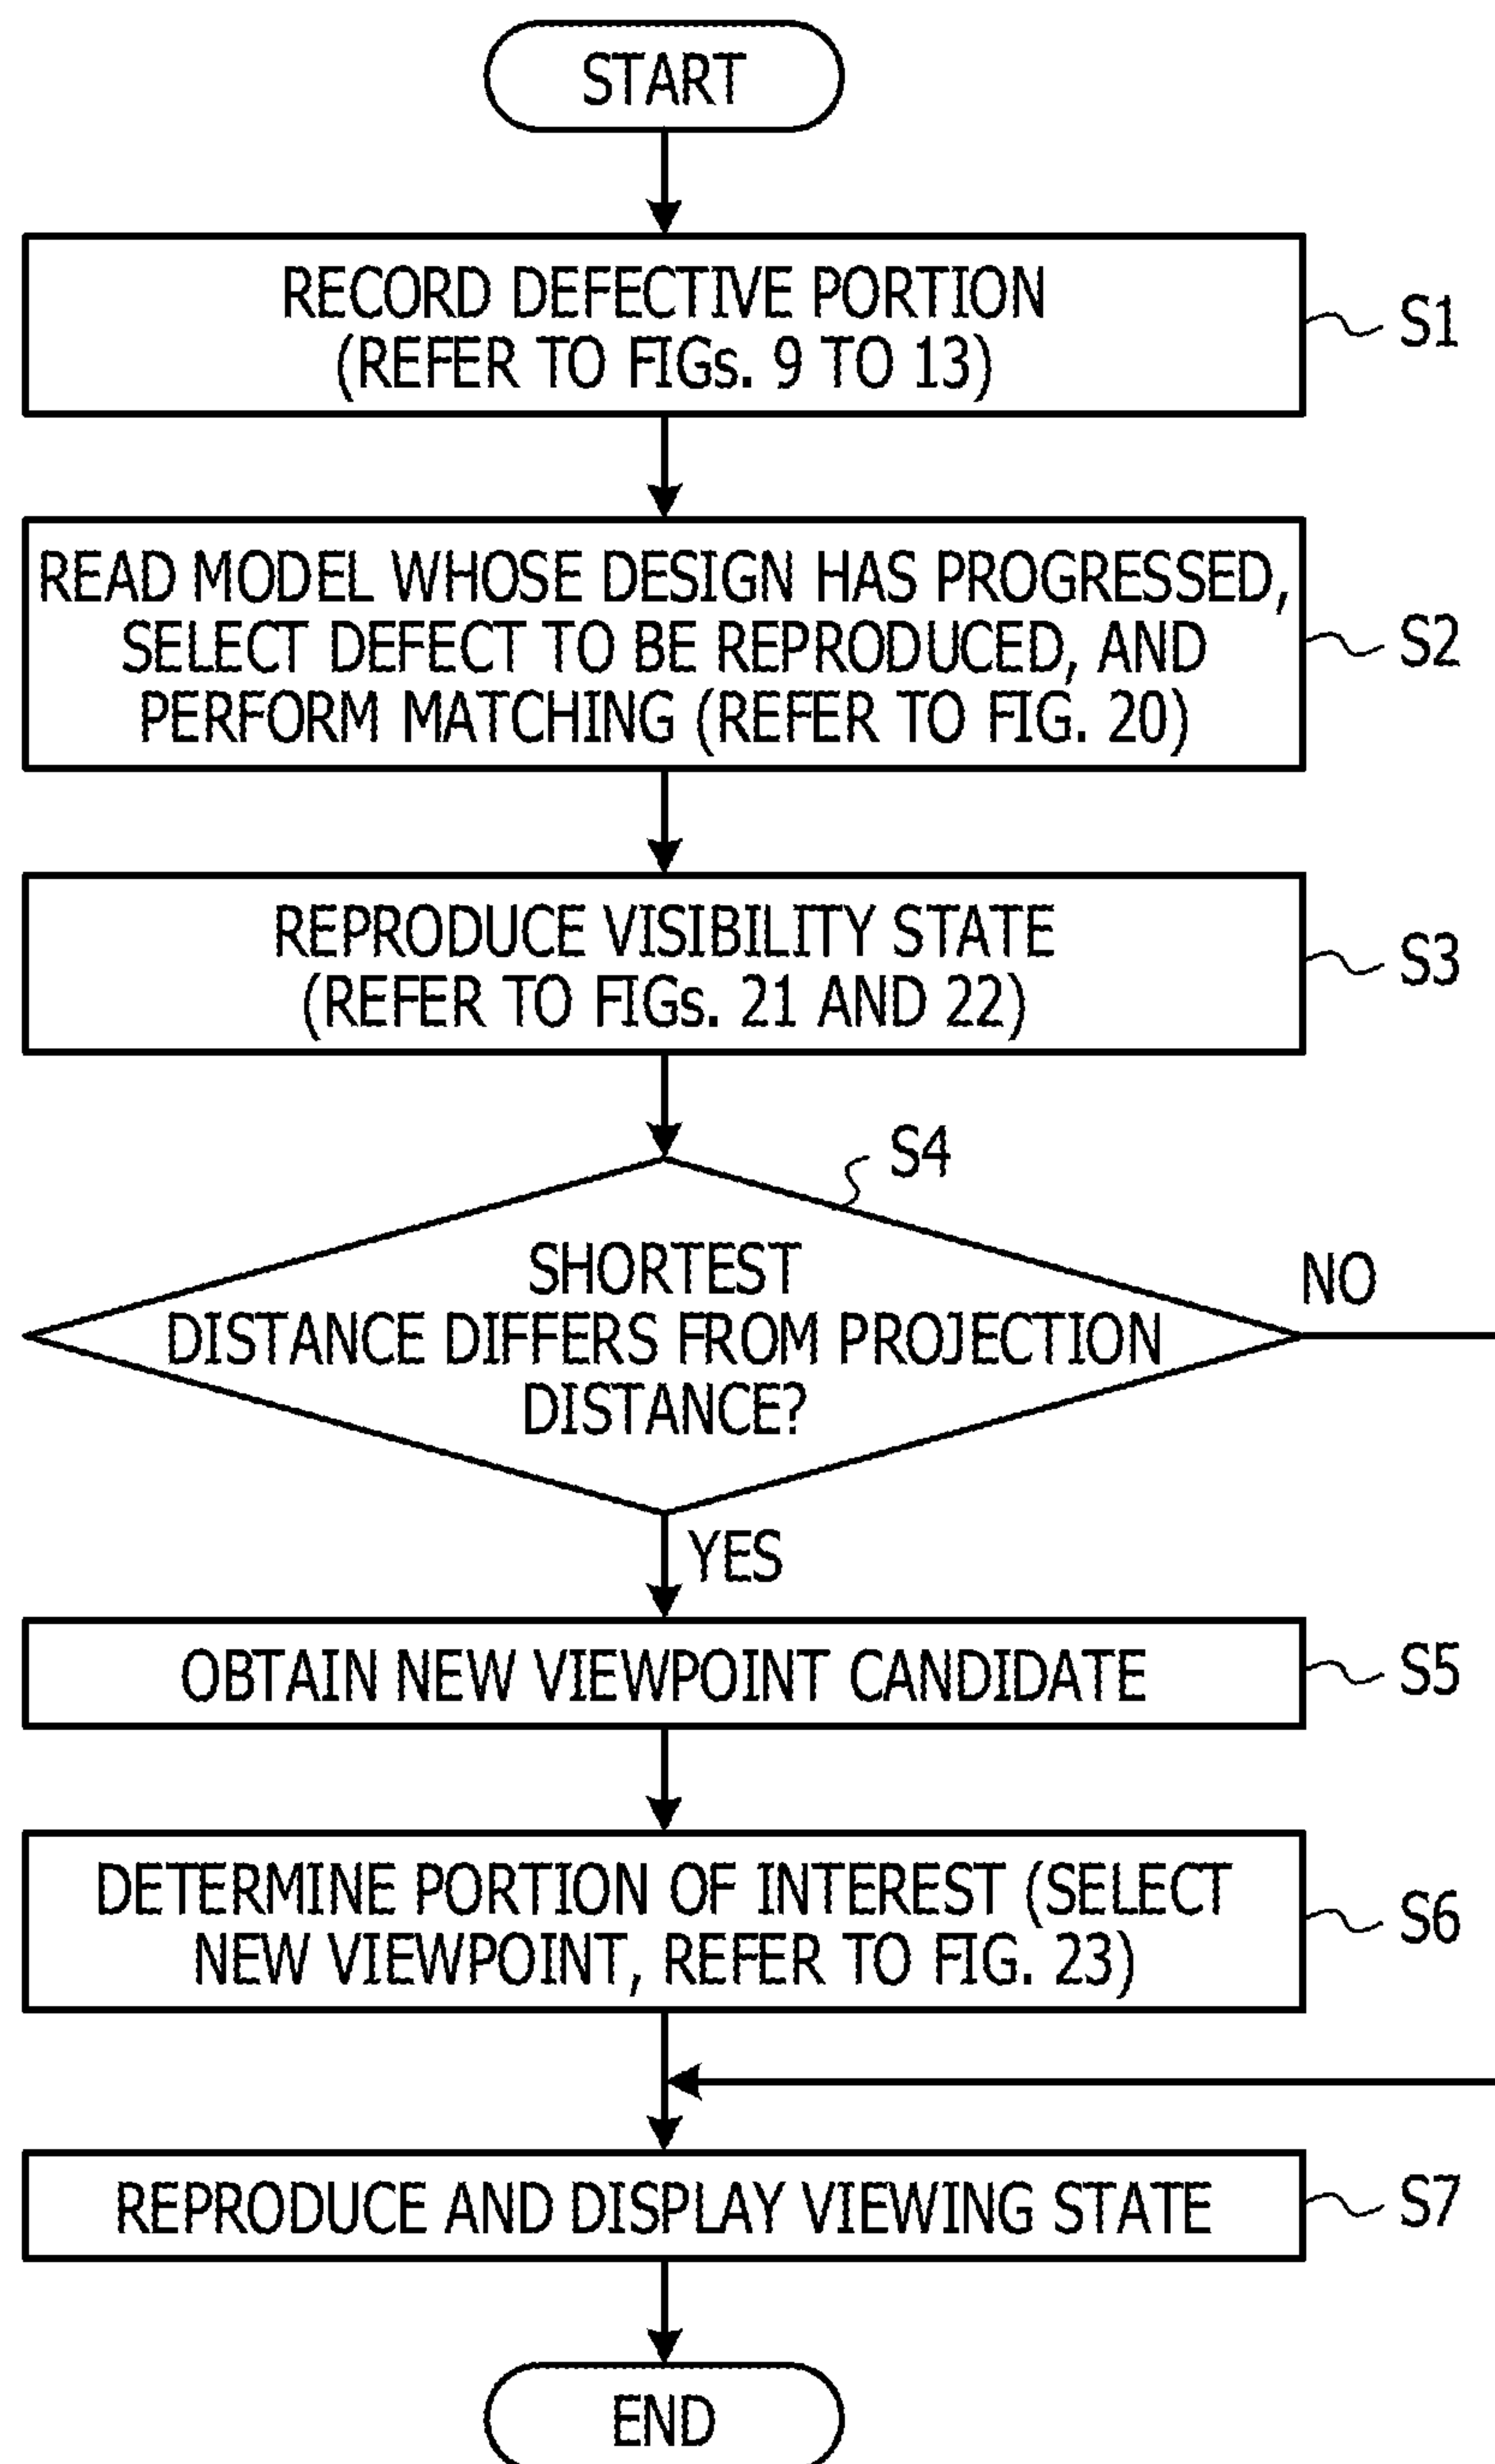 START
RECORD DEFECTIVE PORTION
(REFER TO FIGs. 9 TO 13)
S1
READ MODEL WHOSE DESIGN HAS PROGRESSED,
SELECT DEFECT TO BE REPRODUCED, AND
PERFORM MATCHING (REFER TO FIG. 20)
S2
REPRODUCE VISIBILITY STATE
(REFER TO FIGs. 21 AND 22)
S3
S4
SHORTEST
DISTANCE DIFFERS FROM PROJECTION
DISTANCE?
NO
YES
OBTAIN NEW VIEWPOINT CANDIDATE
S5
DETERMINE PORTION OF INTEREST (SELECT
NEW VIEWPOINT, REFER TO FIG. 23)
S6
REPRODUCE AND DISPLAY VIEWING STATE
S7
END